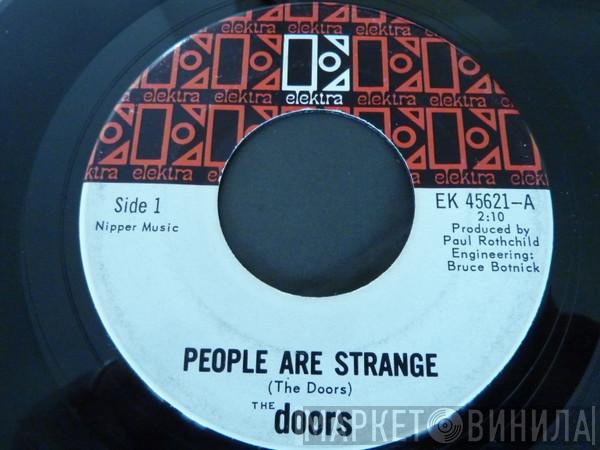 elektra elektra elektra
elektra elektra elektra
Side 1
Nipper Music
EK 45621-A
2:10
Produced by
Paul Rothchild
Engineering:
Bruce Botnick
PEOPLE ARE STRANGE
(The Doors)
THE doors
МАРКЕТ ВИНИЛА